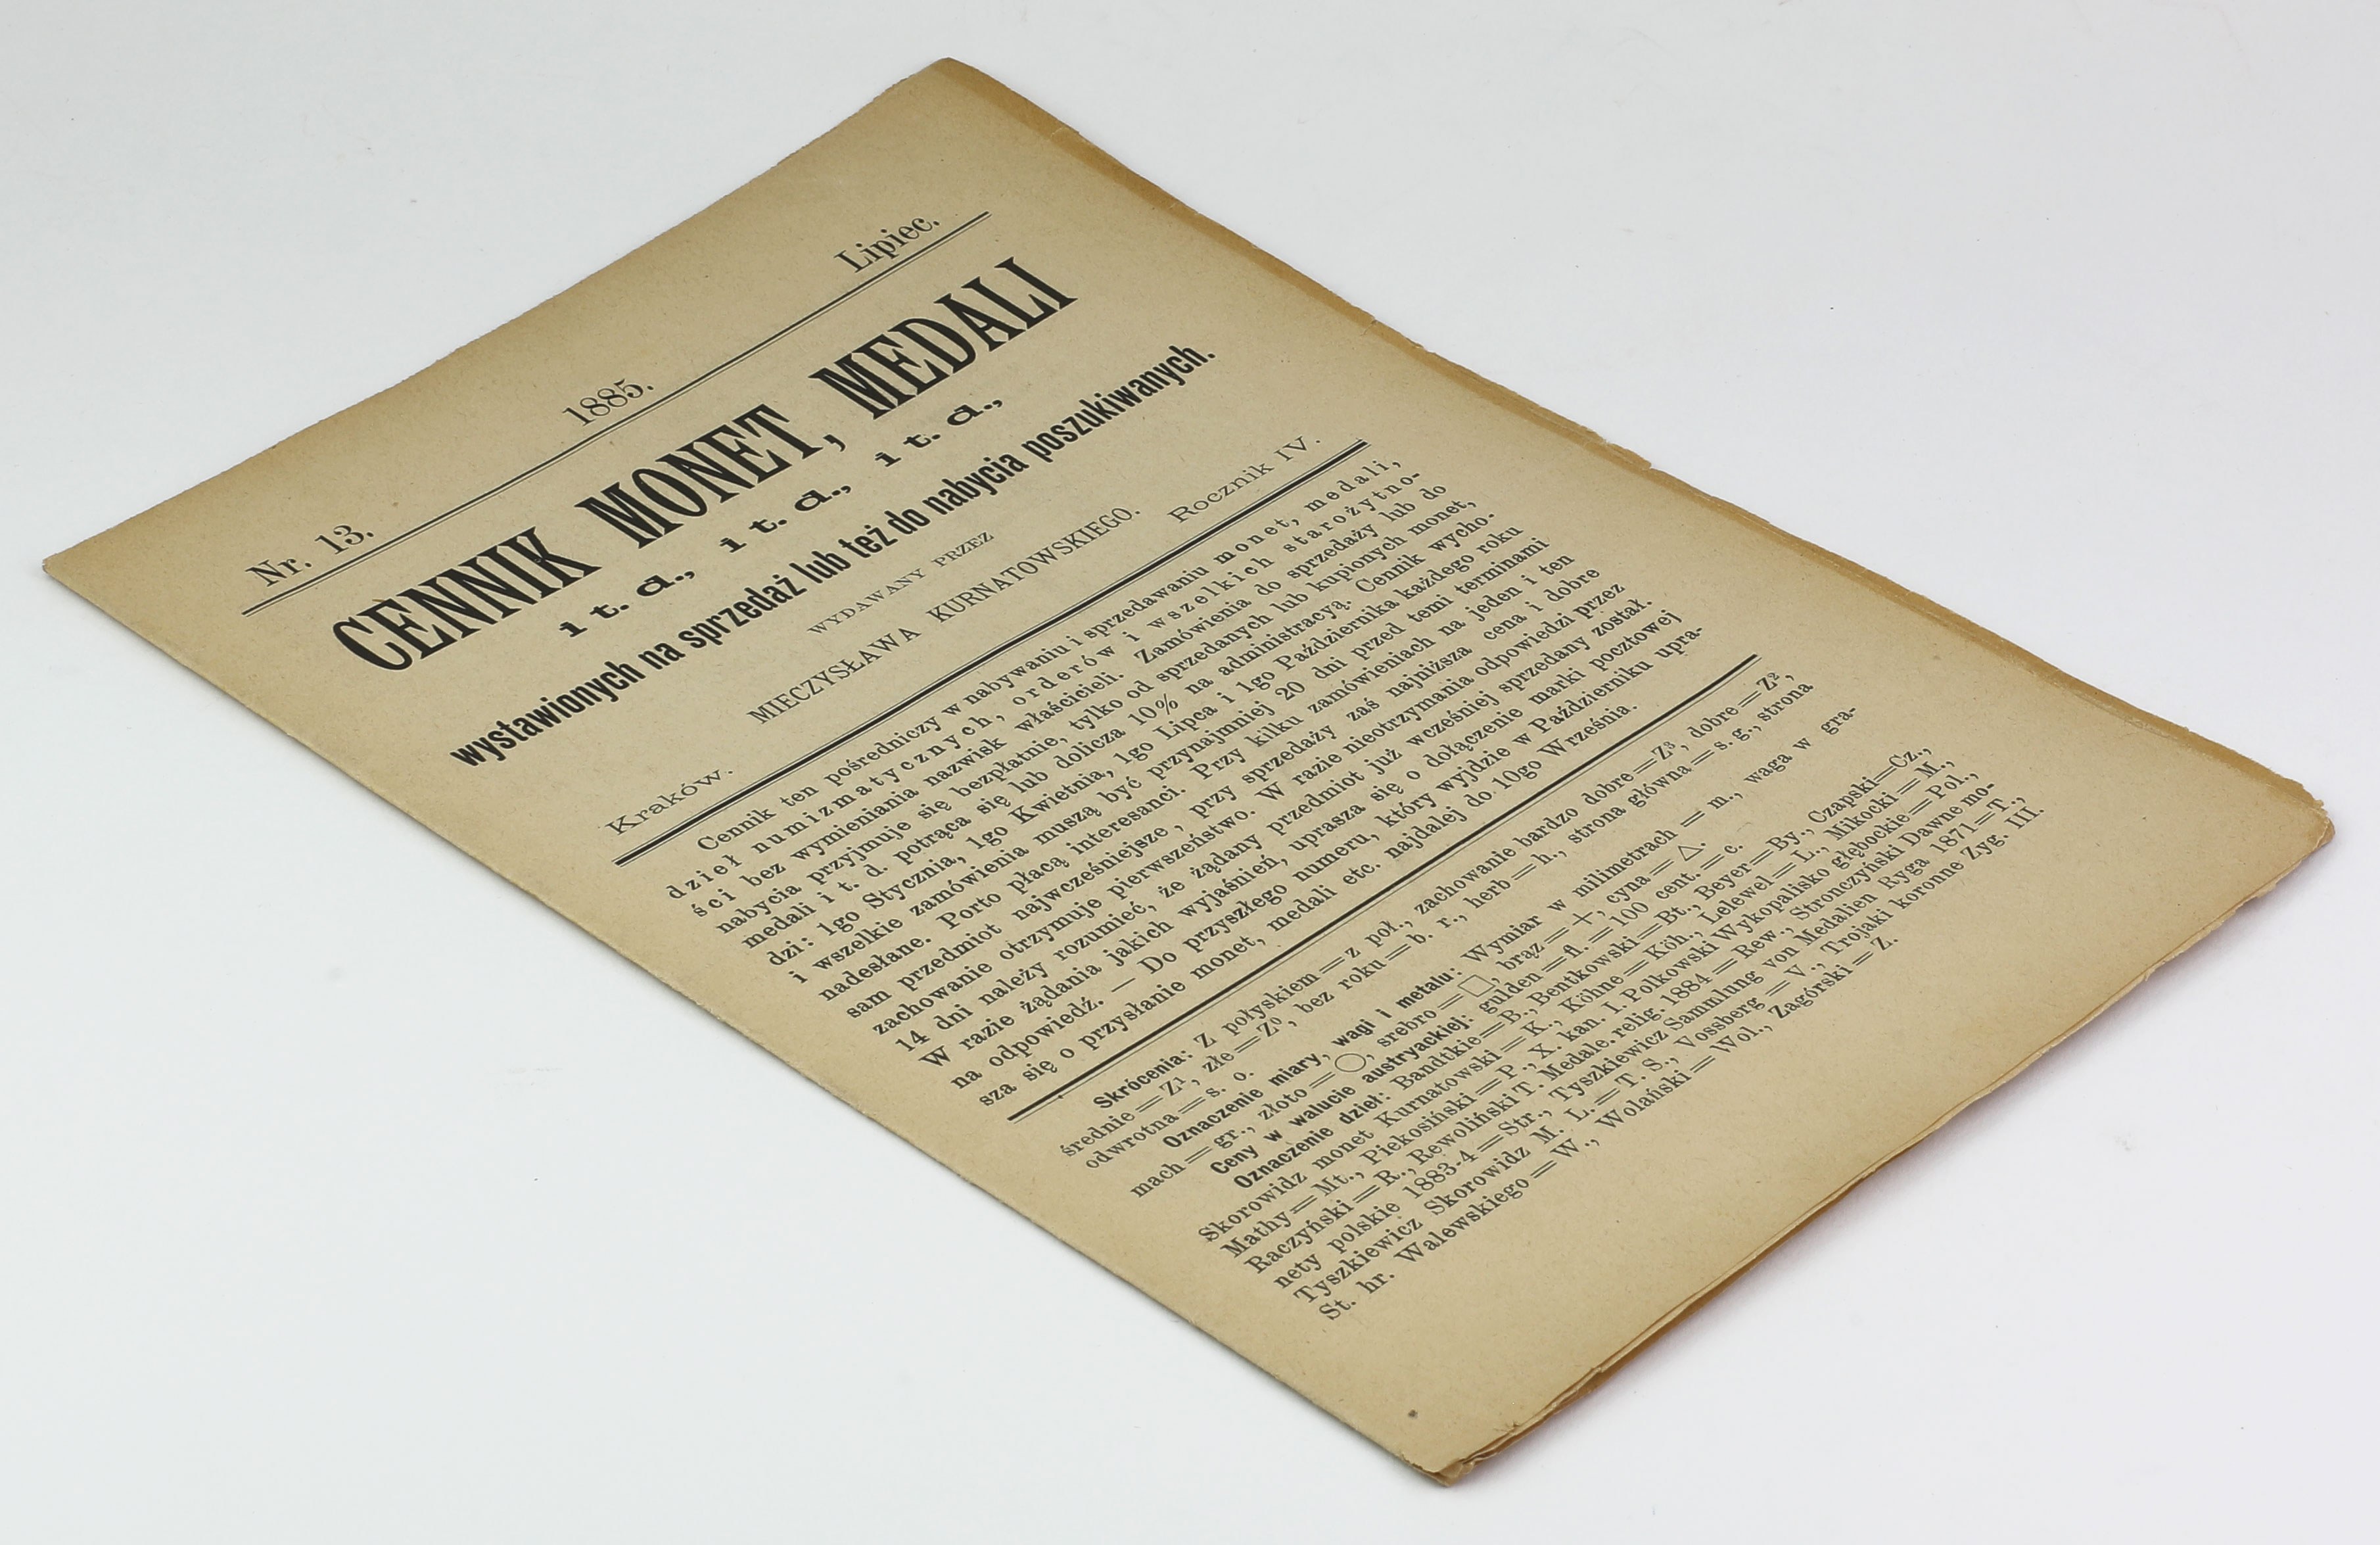 Nr. 13. 1885. Lipiec.
CENNIK MONET, MEDALI
i t. d., i t. d., i t. d.,
wystawionych na sprzedaż lub też do nabycia poszukiwanych.
WYDAWANY PRZEZ
MIECZYSŁAWA KURNATOWSKIEGO.
Kraków. Rocznik IV.
Cennik ten pośredniczy w nabywaniu i sprzedawaniu monet, medali,
dzieł numizmatycznych, orderów i wszelkich starożytno-
ści bez wymieniania nazwisk właścicieli. Zamówienia do sprzedaży lub do
nabycia przyjmuje się bezpłatnie, tylko od sprzedanych lub kupionych monet,
medali i t. d. potrąca się lub dolicza 10% na administracyą. Cennik wycho-
dzi: 1go Stycznia, 1go Kwietnia, 1go Lipca i 1go Października każdego roku
i wszelkie zamówienia muszą być przynajmniej 20 dni przed temi terminami
nadesłane. Porto płacą interesanci. Przy kilku zamówieniach na jeden i ten
sam przedmiot najwcześniejsze, przy sprzedaży zaś najniższa cena i dobre
zachowanie otrzymuje pierwszeństwo. W razie nieotrzymania odpowiedzi przez
14 dni należy rozumieć, że żądany przedmiot już wcześniej sprzedany został.
W razie żądania jakich wyjaśnień, uprasza się o dołączenie marki pocztowej
na odpowiedź. — Do przyszłego numeru, który wyjdzie w Październiku upra-
sza się o przysłanie monet, medali etc. najdalej do 10go Września.
Skrócenia: Z połyskiem = z poł., zachowanie bardzo dobre = Z³, dobre = Z²,
średnie = Z¹, złe = Z⁰, bez roku = b. r., herb = h., strona główna = s. g., strona
odwrotna = s. o.
Oznaczenie miary, wagi i metalu: Wymiar w milimetrach = m., waga w gra-
mach = gr., złoto = ◯, srebro = □, brąz = +, cyna = △.
Ceny w walucie austryackiej: gulden = fl. = 100 cent. = c.
Oznaczenie dzieł: Bandtkie = B., Bentkowski = Bt., Beyer = By., Czapski = Cz.,
Skorowidz monet Kurnatowski = K., Köhne = Köh., Lelewel = L., Mikocki = M.,
Mathy = Mt., Piekosiński = P., X. kan. I. Polkowski Wykopalisko głębockie = Pol.,
Raczyński = R., Rewoliński T. Medale. relig. 1884 = Rew., Stronczyński Dawne mo-
nety polskie 1883-4 = Str., Tyszkiewicz Sammlung von Medalien Ryga 1871 = T.,
Tyszkiewicz Skorowidz M. L. = T. S., Vossberg = V., Trojaki koronne Zyg. III.
St. hr. Walewskiego = W., Wolański = Wol., Zagórski = Z.